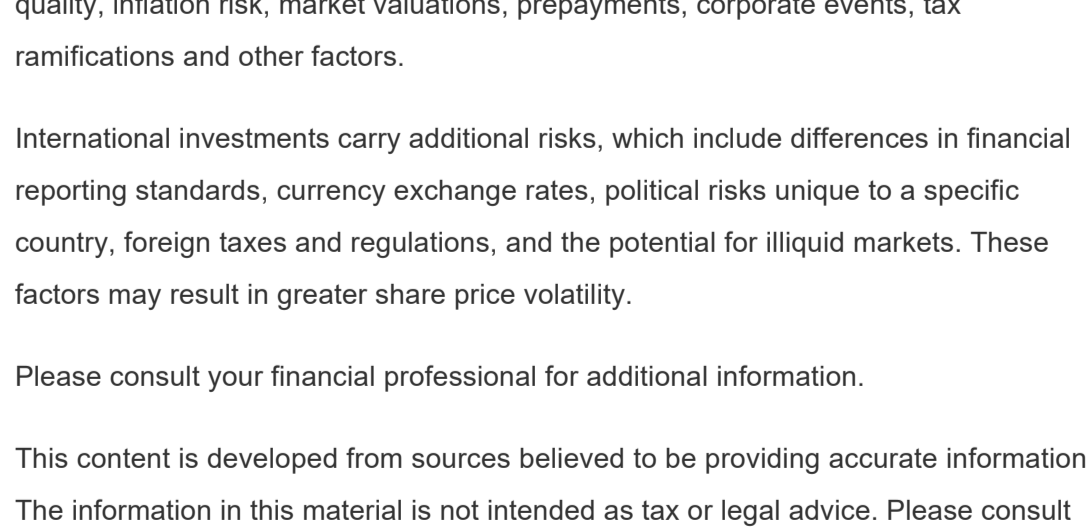 quality, inflation risk, market valuations, prepayments, corporate events, tax
ramifications and other factors.
International investments carry additional risks, which include differences in financial
reporting standards, currency exchange rates, political risks unique to a specific
country, foreign taxes and regulations, and the potential for illiquid markets. These
factors may result in greater share price volatility.
Please consult your financial professional for additional information.
This content is developed from sources believed to be providing accurate information
The information in this material is not intended as tax or legal advice. Please consult